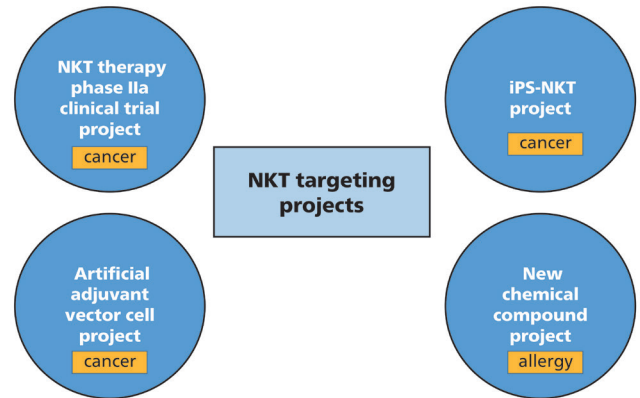 NKT therapy
phase IIa
clinical trial
project
cancer
iPS-NKT
project
cancer
NKT targeting
projects
Artificial
adjuvant
vector cell
project
cancer
New
chemical
compound
project
allergy